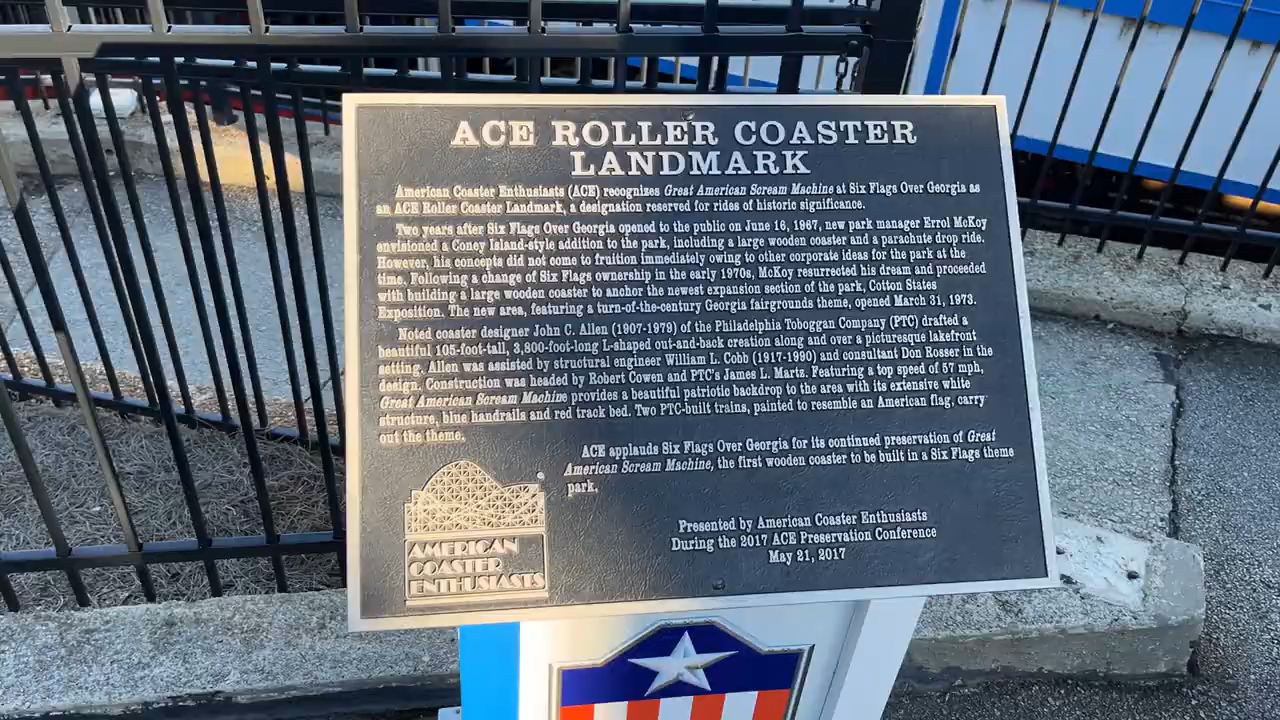 ACE ROLLER COASTER
LANDMARK
American Coaster Enthusiasts (ACE) recognizes Great American Scream Machine at Six Flags Over Georgia as
an ACE Roller Coaster Landmark, a designation reserved for rides of historic significance.
Two years after Six Flags Over Georgia opened to the public on June 16, 1967, new park manager Errol McKoy
envisioned a Coney Island-style addition to the park, including a large wooden coaster and a parachute drop ride.
However, his concepts did not come to fruition immediately owing to other corporate ideas for the park at the
time. Following a change of Six Flags ownership in the early 1970s, McKoy resurrected his dream and proceeded
with building a large wooden coaster to anchor the newest expansion section of the park, Cotton States
Exposition. The new area, featuring a turn-of-the-century Georgia fairgrounds theme, opened March 31, 1973.
Noted coaster designer John C. Allen (1907-1979) of the Philadelphia Toboggan Company (PTC) drafted a
beautiful 105-foot-tall, 3,800-foot-long L-shaped out-and-back creation along and over a picturesque lakefront
setting. Allen was assisted by structural engineer William L. Cobb (1917-1990) and consultant Don Rosser in the
design. Construction was headed by Robert Cowen and PTC's James L. Martz. Featuring a top speed of 57 mph,
Great American Scream Machine provides a beautiful patriotic backdrop to the area with its extensive white
structure, blue handrails and red track bed. Two PTC-built trains, painted to resemble an American flag, carry
out the theme.
ACE applauds Six Flags Over Georgia for its continued preservation of Great
American Scream Machine, the first wooden coaster to be built in a Six Flags theme
park.
AMERICAN
COASTER
ENTHUSIASTS
Presented by American Coaster Enthusiasts
During the 2017 ACE Preservation Conference
May 21, 2017